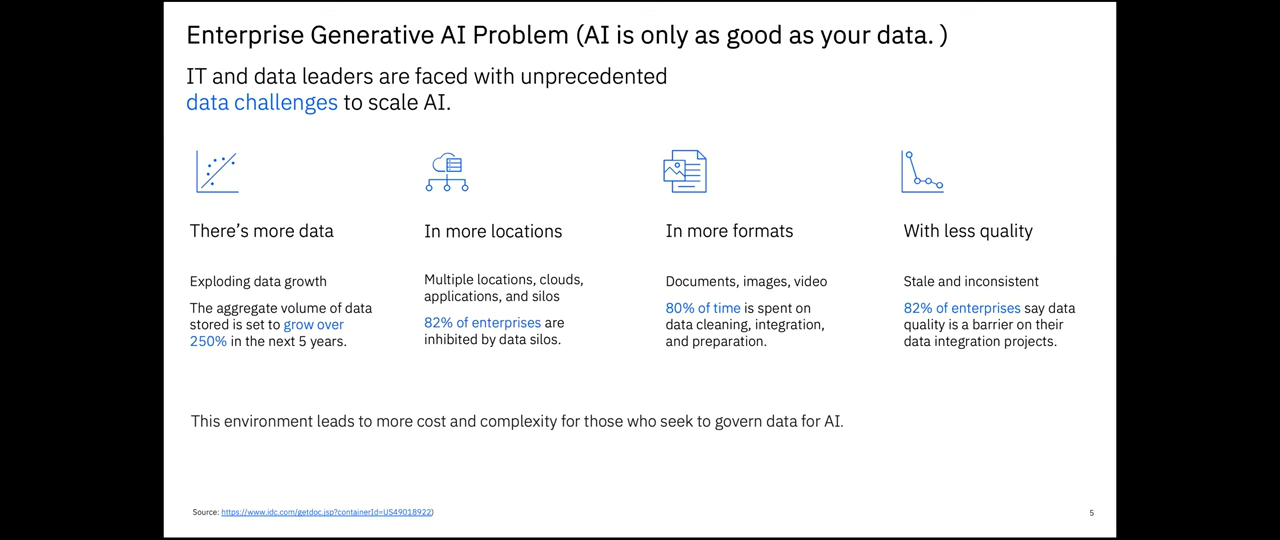 Enterprise Generative AI Problem (AI is only as good as your data. )
IT and data leaders are faced with unprecedented
data challenges to scale AI.
There's more data
Exploding data growth
The aggregate volume of data
stored is set to grow over
250% in the next 5 years.
In more locations
Multiple locations, clouds,
applications, and silos
82% of enterprises are
inhibited by data silos.
In more formats
Documents, images, video
80% of time is spent on
data cleaning, integration,
and preparation.
With less quality
Stale and inconsistent
82% of enterprises say data
quality is a barrier on their
data integration projects.
This environment leads to more cost and complexity for those who seek to govern data for AI.
Source: https://www.idc.com/getdoc.jsp?containerId=US49018922)
5